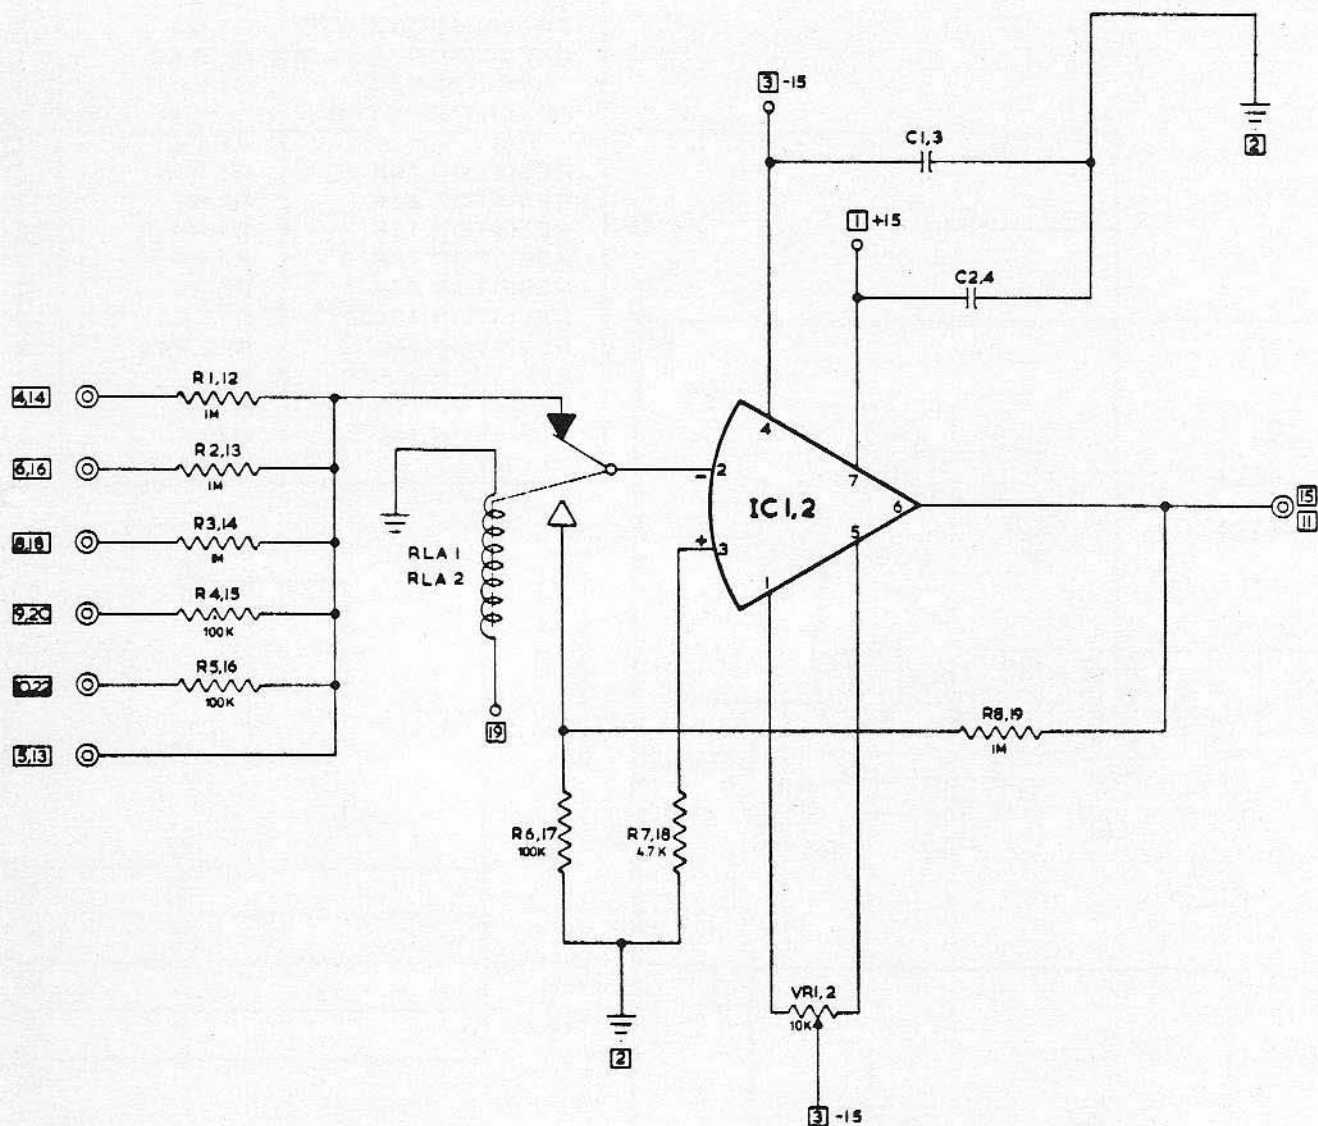 3 -15
C1,3
2
1 +15
C2,4
4,14
R1,12
1M
6,16
R2,13
1M
8,18
R3,14
1M
9,20
R4,15
100K
R5,16
100K
5,13
RLA 1
RLA 2
19
4
2
-
7
IC1,2
6
+
3
5
1
15
11
R8,19
1M
R6,17
100K
R7,18
4.7K
2
VR1,2
10K
3 -15